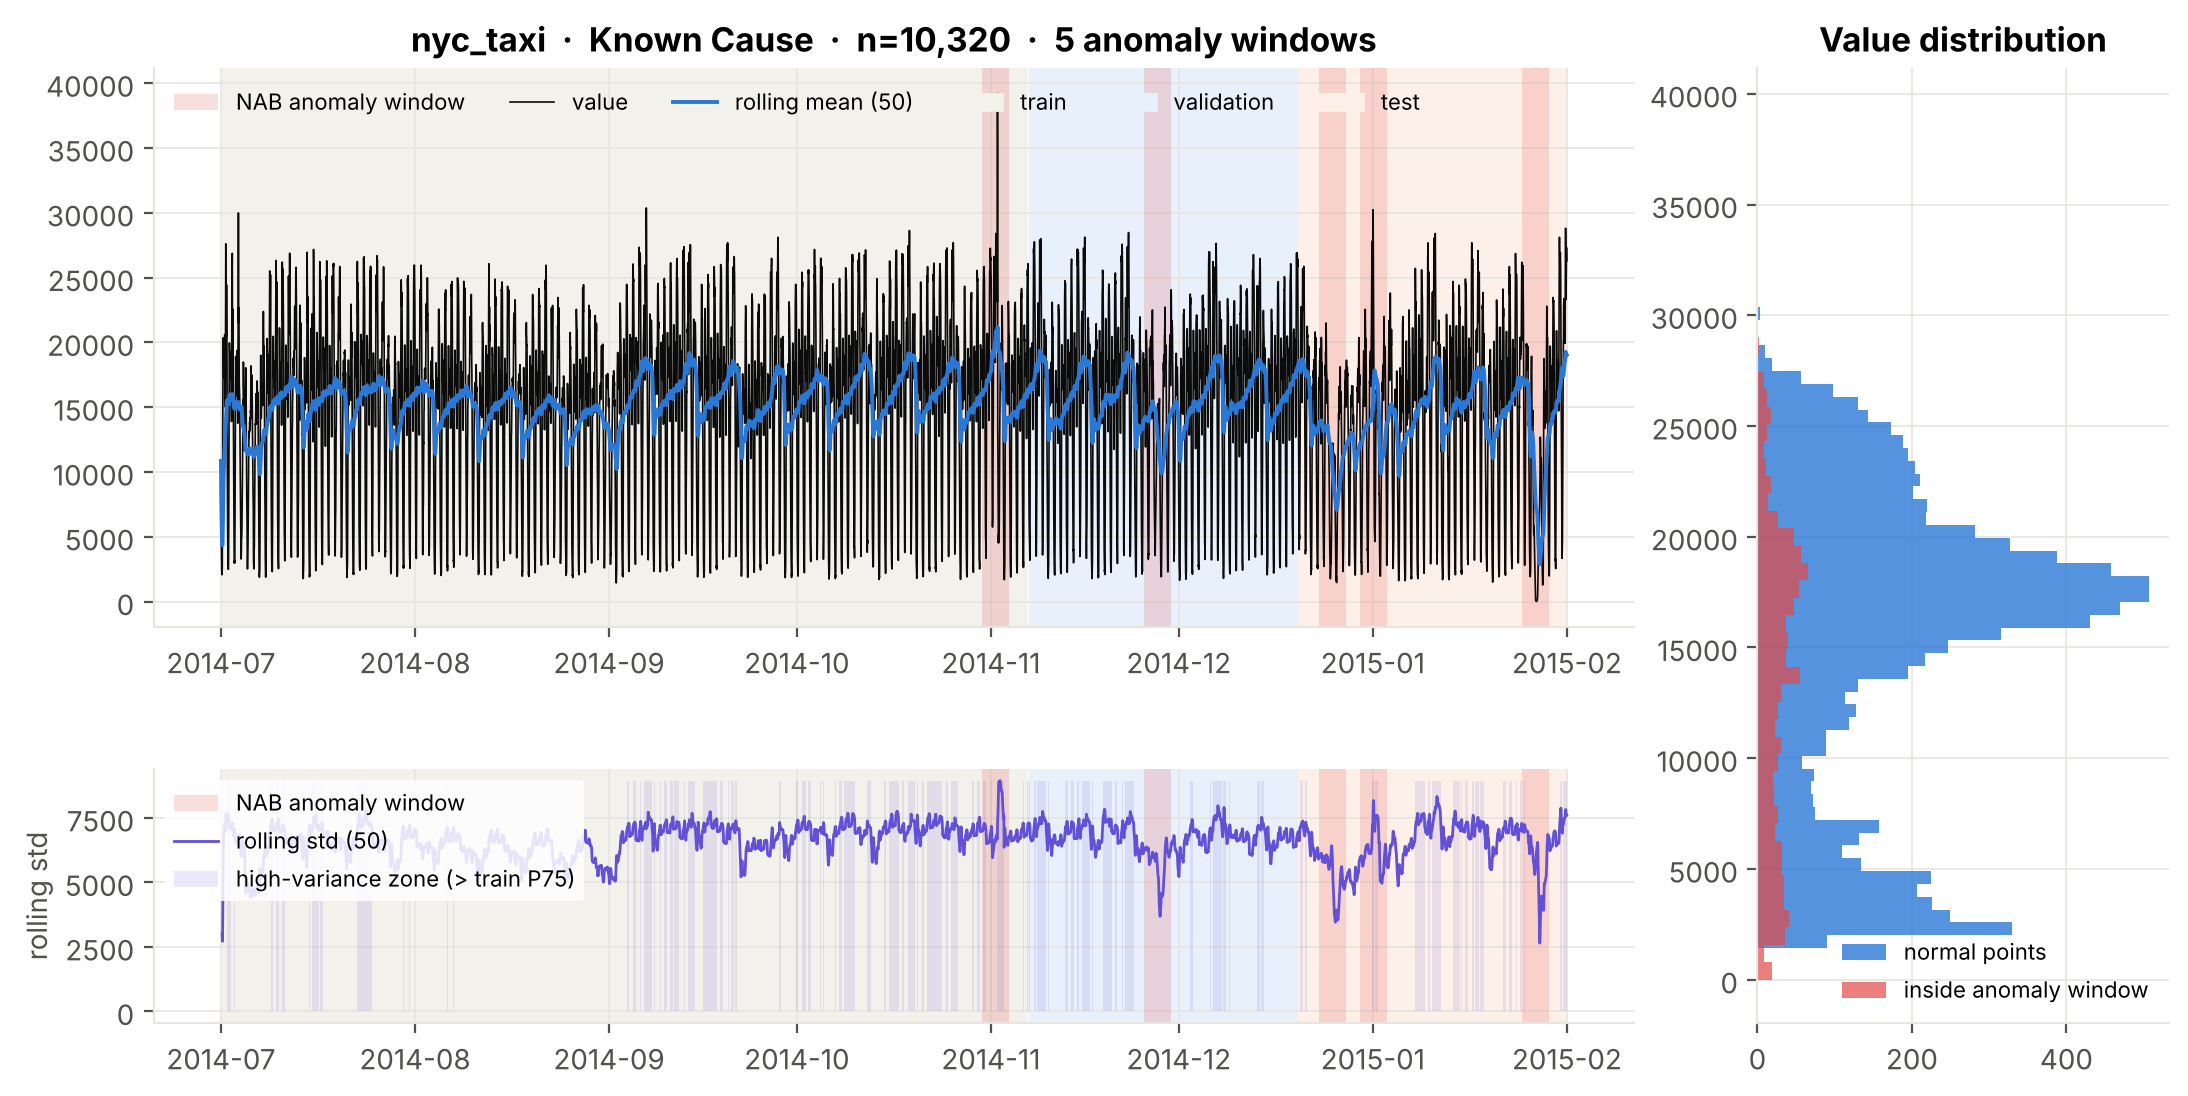 nyc_taxi · Known Cause · n=10,320 · 5 anomaly windows
NAB anomaly window
value
rolling mean (50)
train
validation
test
40000
35000
30000
25000
20000
15000
10000
5000
0
2014-07
2014-08
2014-09
2014-10
2014-11
2014-12
2015-01
2015-02
rolling std
NAB anomaly window
rolling std (50)
high-variance zone (> train P75)
7500
5000
2500
0
2014-07
2014-08
2014-09
2014-10
2014-11
2014-12
2015-01
2015-02
Value distribution
40000
35000
30000
25000
20000
15000
10000
5000
0
normal points
inside anomaly window
0
200
400